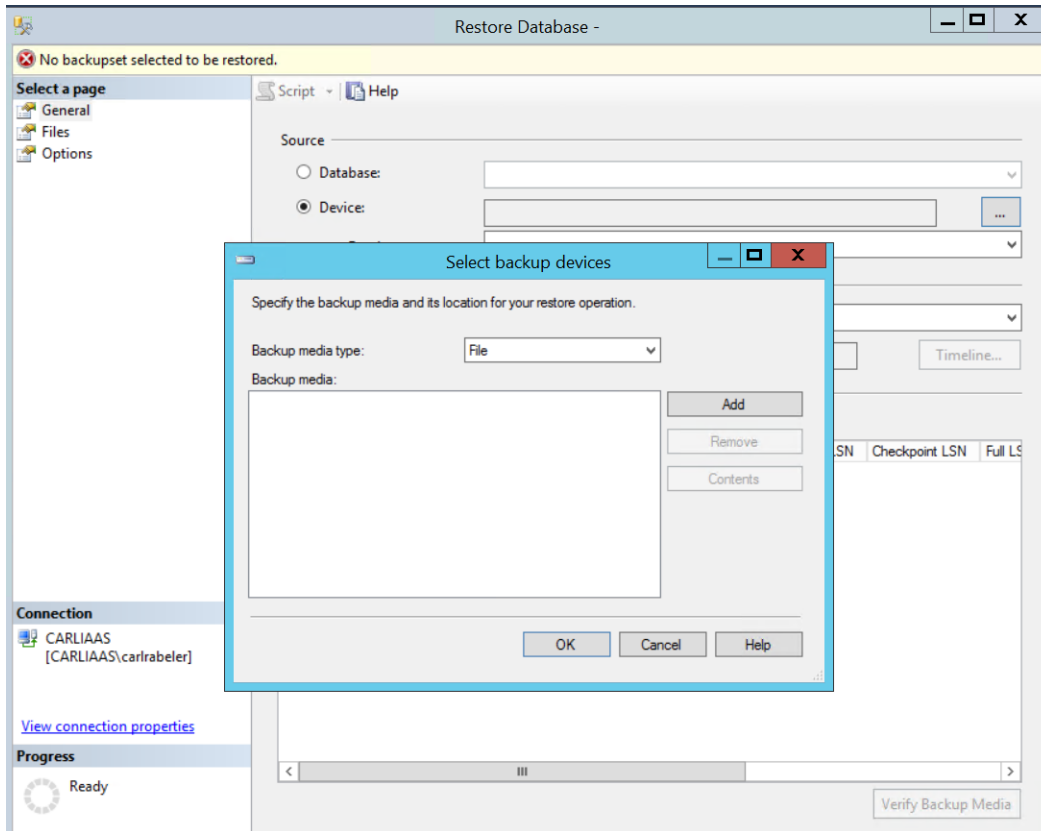 Restore Database -
No backupset selected to be restored.
Select a page
General
Files
Options
Script
Help
Source
Database:
Device:
...
Select backup devices
Specify the backup media and its location for your restore operation.
Backup media type:
File
Backup media:
Add
Remove
Contents
OK
Cancel
Help
Timeline...
Checkpoint LSN
Connection
CARLIAAS
[CARLIAAS\carlrabeler]
View connection properties
Progress
Ready
Verify Backup Media